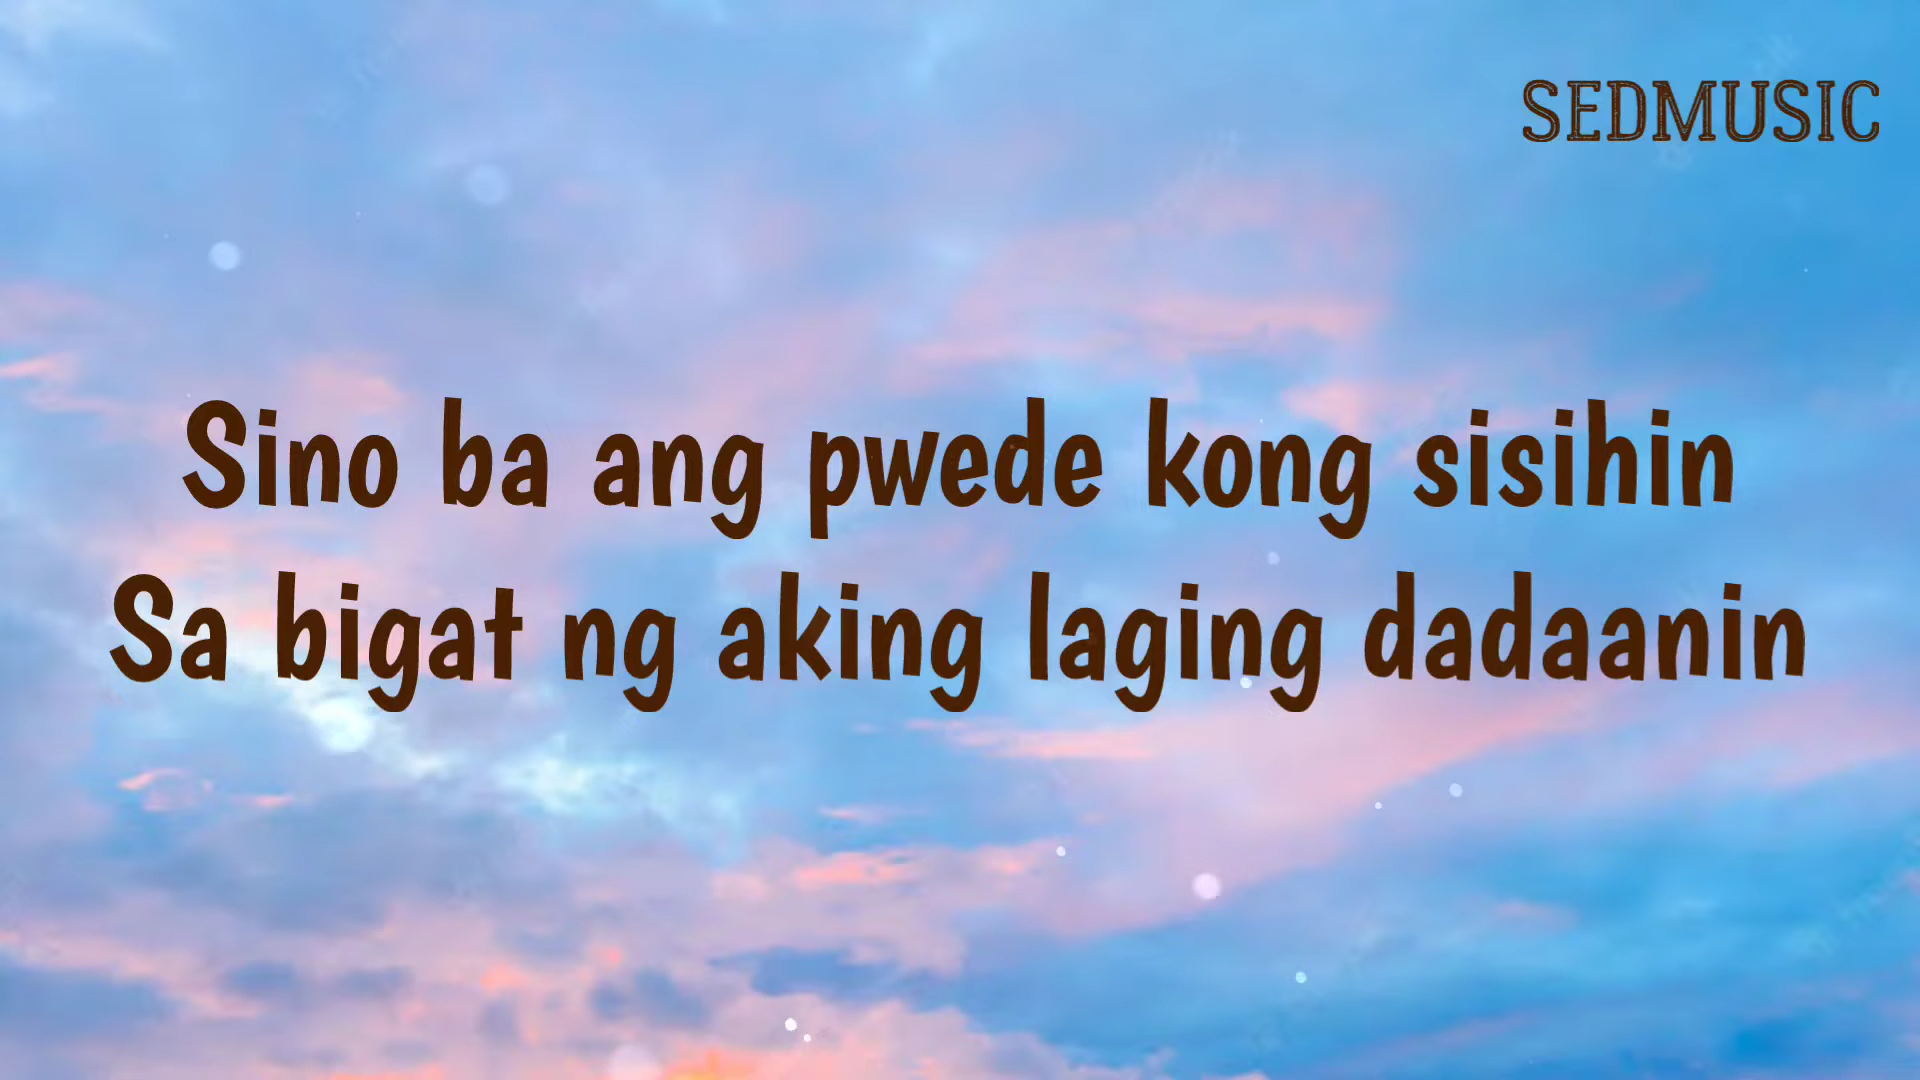 SEDMUSIC
Sino ba ang pwede kong sisihin
Sa bigat ng aking laging dadaanin